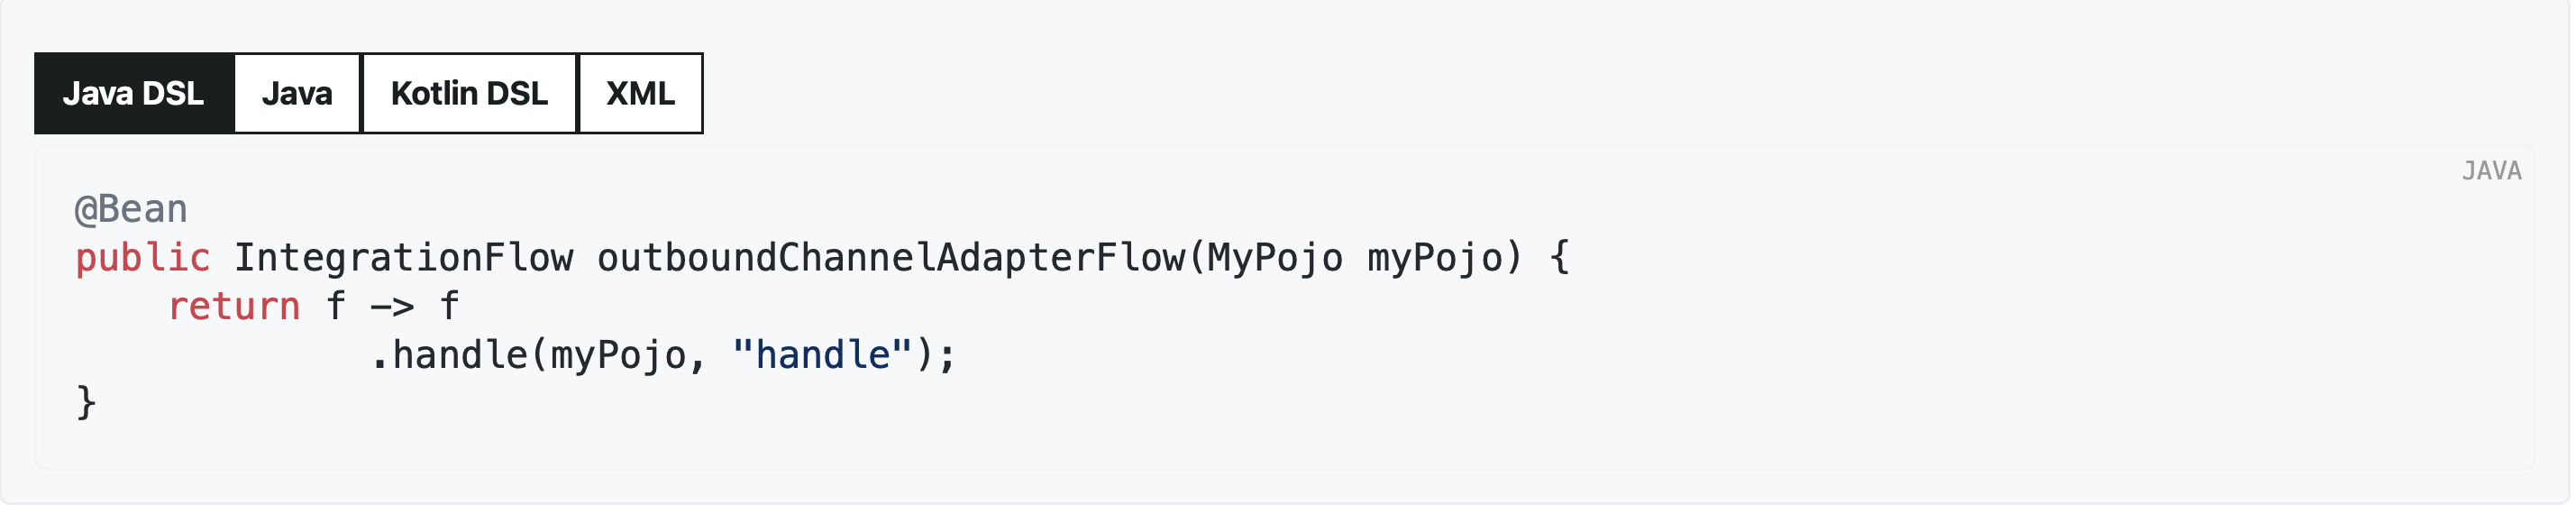 Java DSL Java Kotlin DSL XML
JAVA
@Bean
public IntegrationFlow outboundChannelAdapterFlow(MyPojo myPojo) {
    return f -> f
            .handle(myPojo, "handle");
}